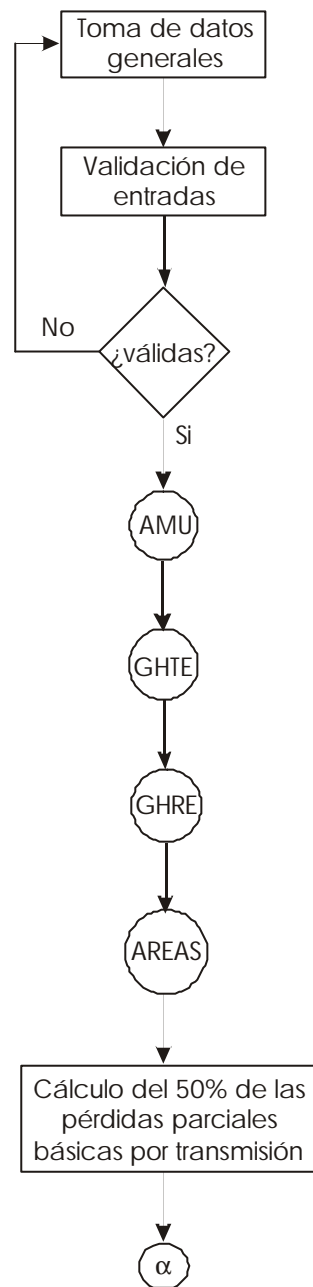 Toma de datos
generales
Validación de
entradas
¿válidas?
No
Si
AMU
GHTE
GHRE
AREAS
Cálculo del 50% de las
pérdidas parciales
básicas por transmisión
α